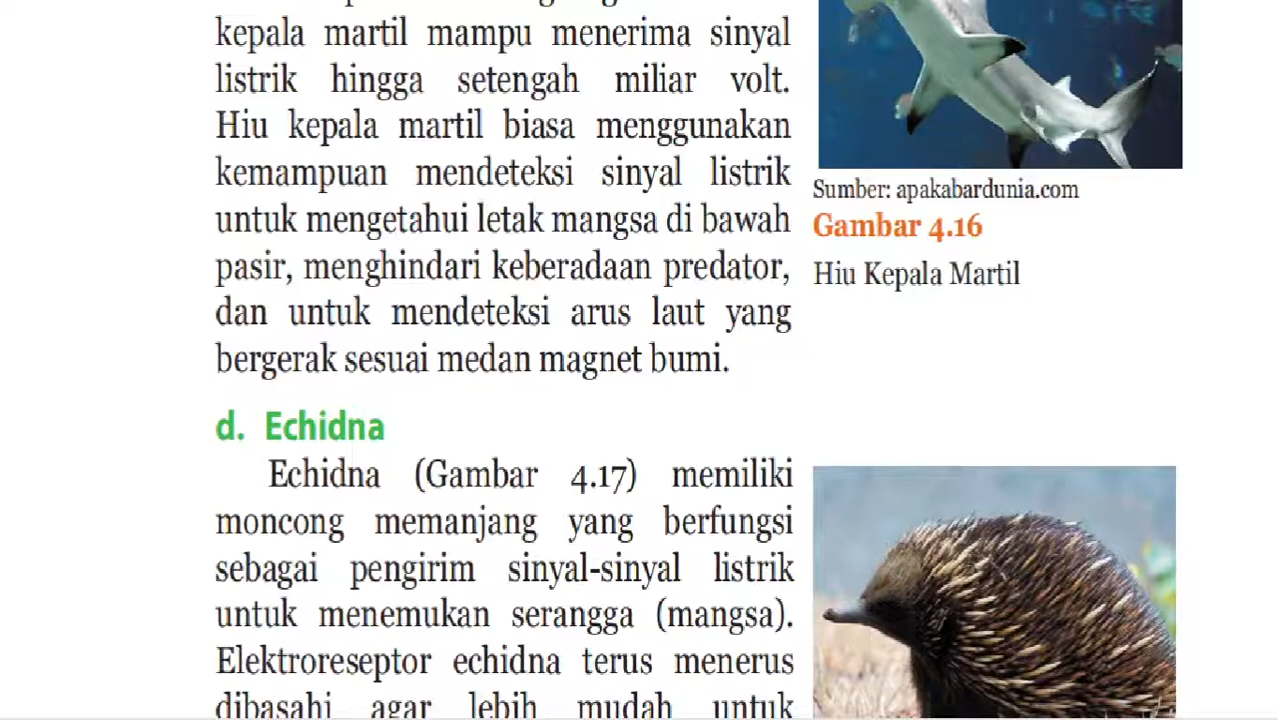 kepala martil mampu menerima sinyal
listrik hingga setengah miliar volt.
Hiu kepala martil biasa menggunakan
kemampuan mendeteksi sinyal listrik
untuk mengetahui letak mangsa di bawah
pasir, menghindari keberadaan predator,
dan untuk mendeteksi arus laut yang
bergerak sesuai medan magnet bumi.
Sumber: apakabardunia.com
Gambar 4.16
Hiu Kepala Martil
d. Echidna
Echidna (Gambar 4.17) memiliki
moncong memanjang yang berfungsi
sebagai pengirim sinyal-sinyal listrik
untuk menemukan serangga (mangsa).
Elektroreseptor echidna terus menerus
dibasahi agar lebih mudah untuk